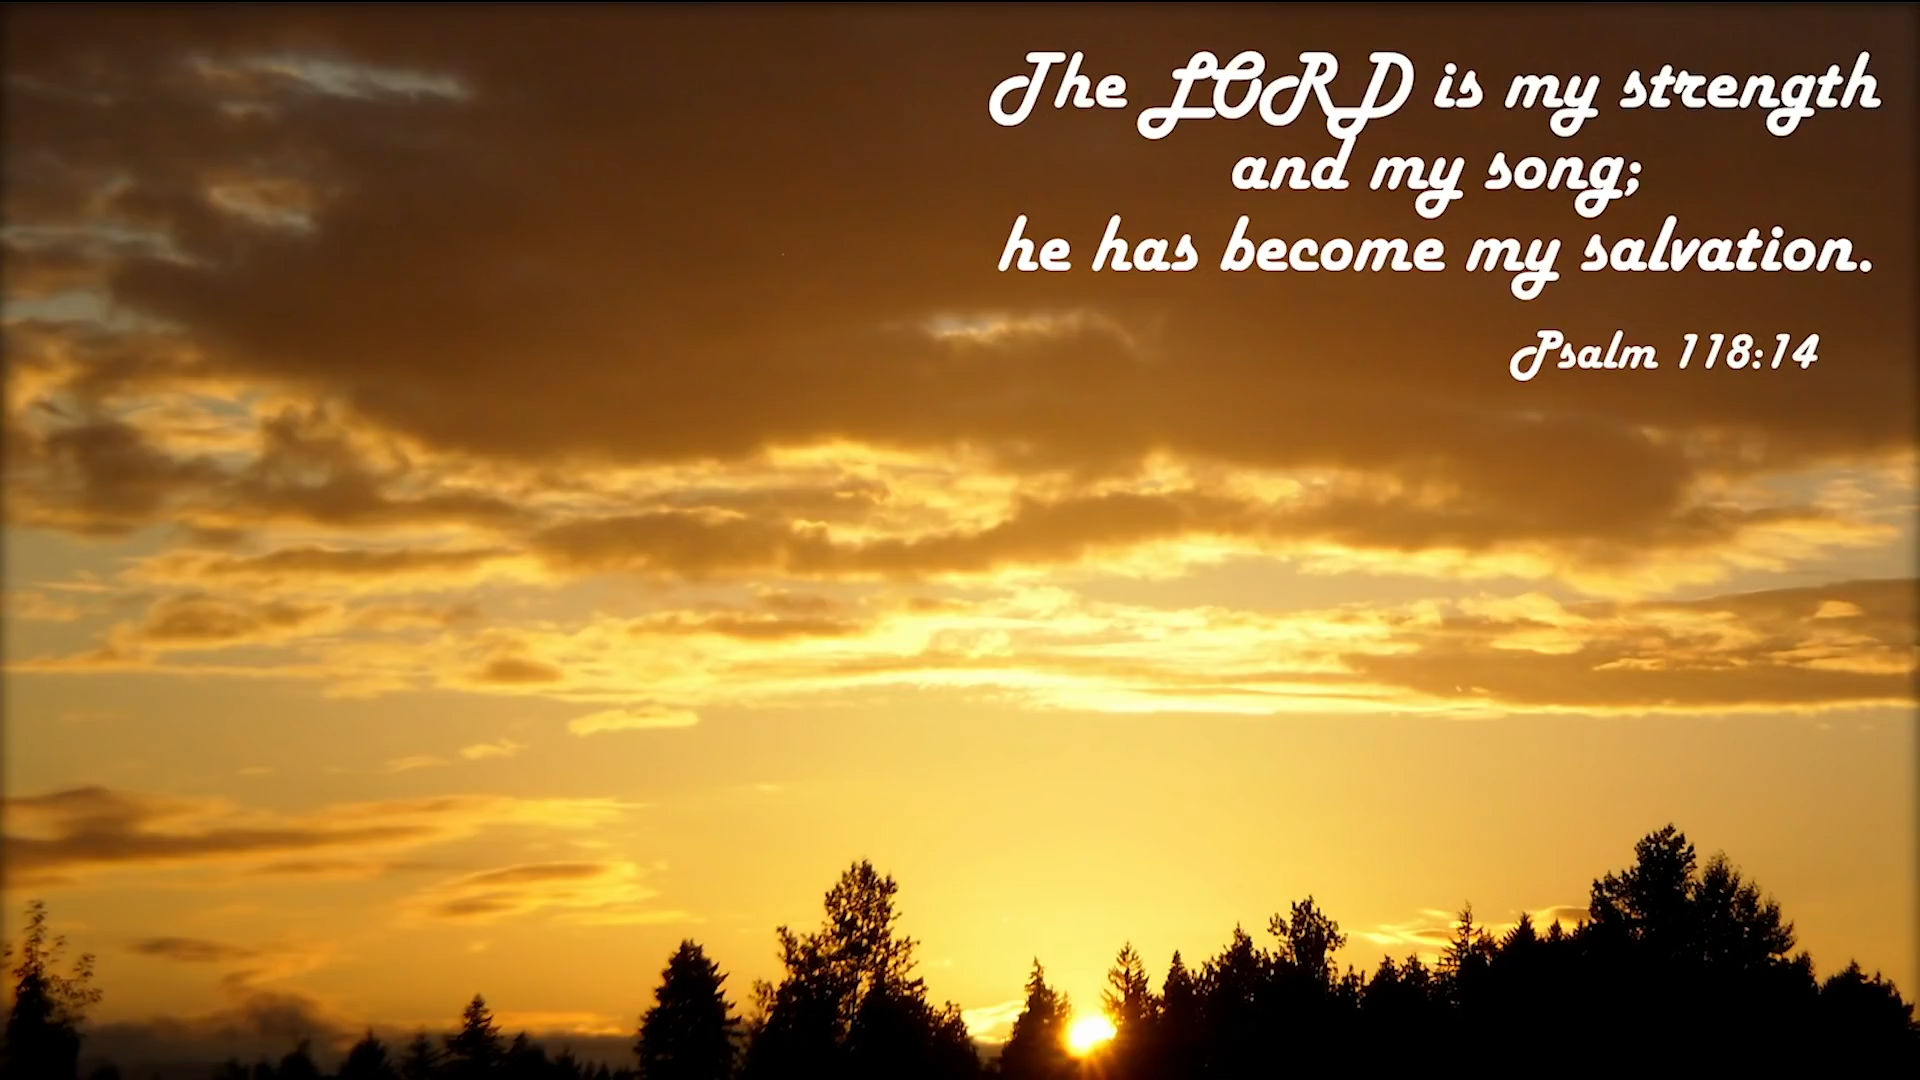 The LORD is my strength
and my song;
he has become my salvation.
Psalm 118:14